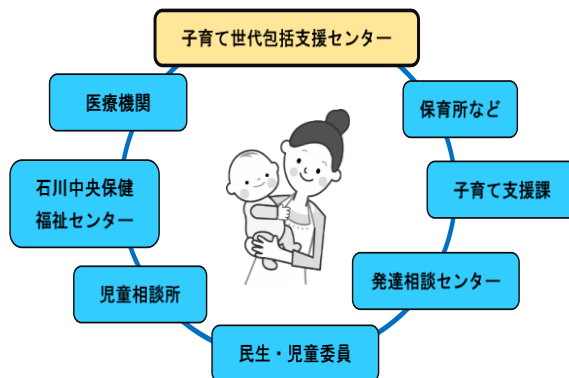 子育て世代包括支援センター
医療機関
保育所など
石川中央保健
福祉センター
子育て支援課
児童相談所
発達相談センター
民生・児童委員